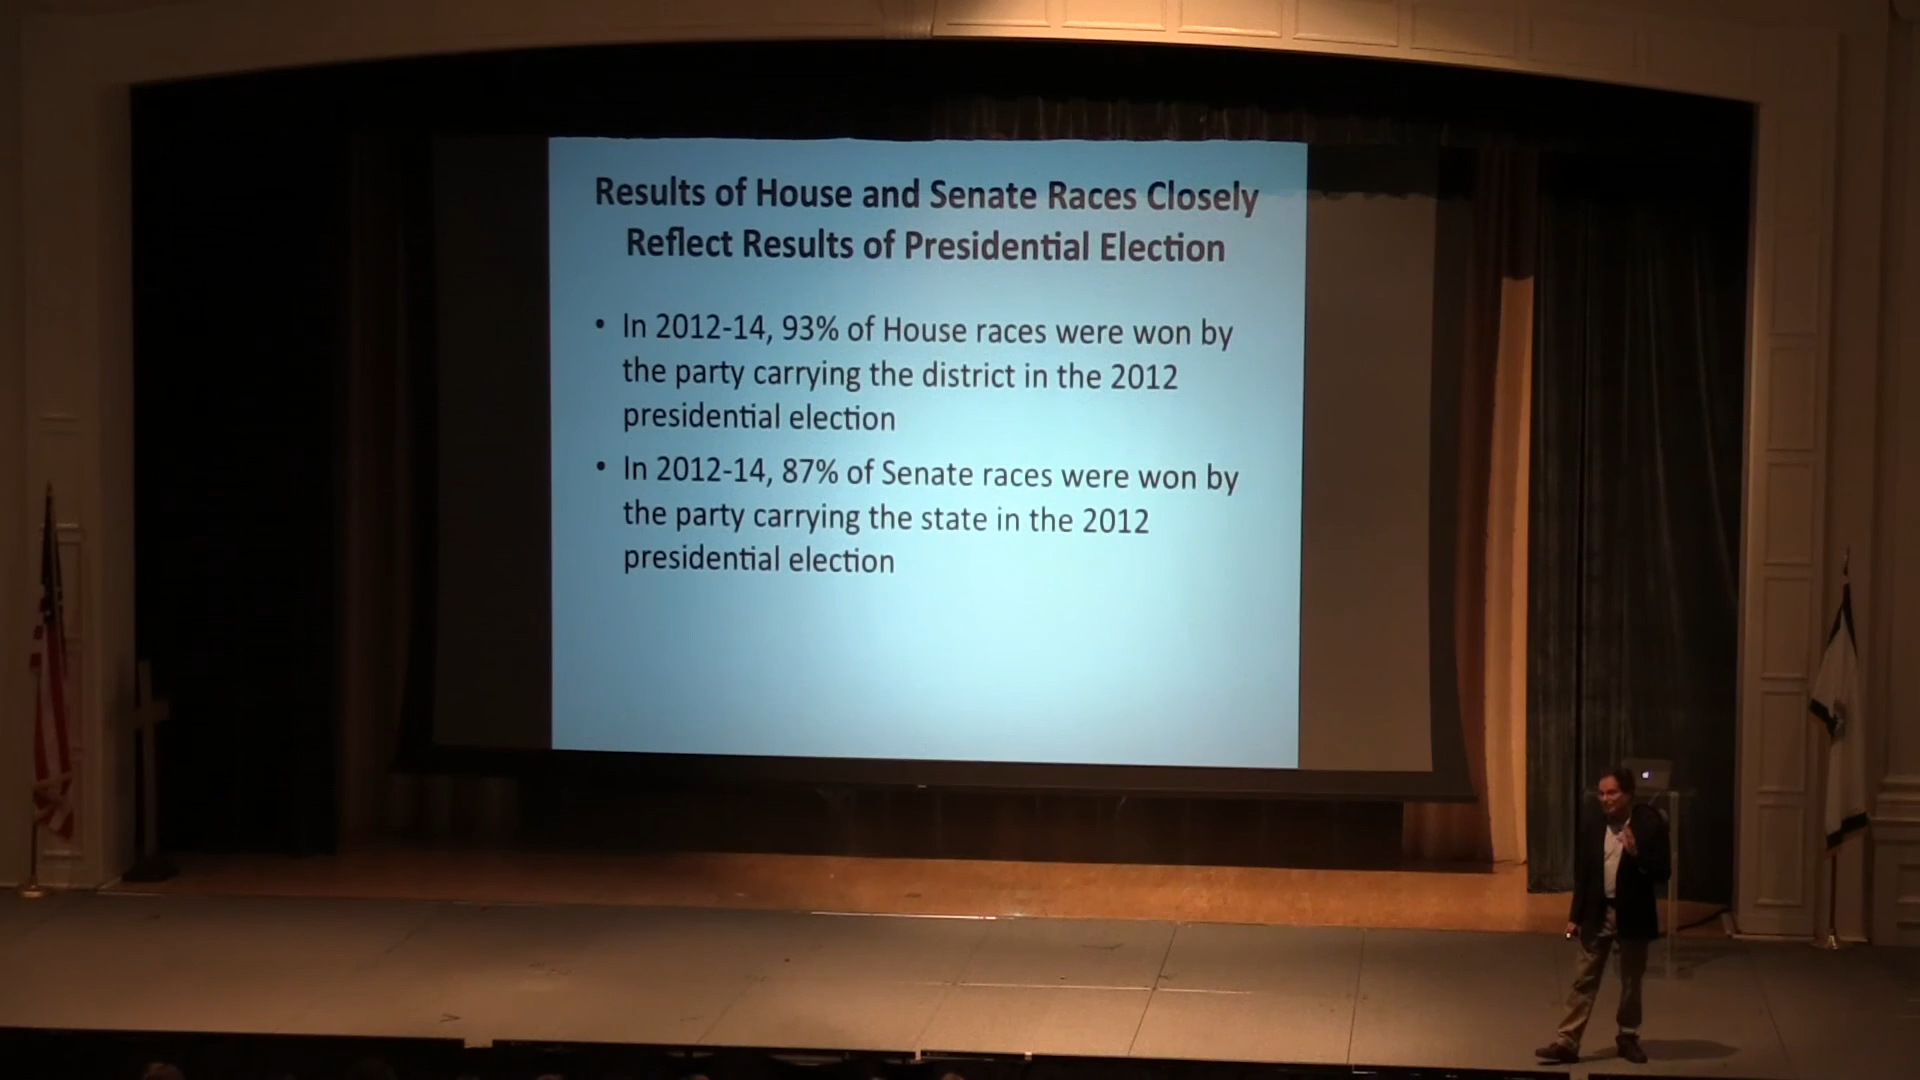 Results of House and Senate Races Closely
Reflect Results of Presidential Election
• In 2012-14, 93% of House races were won by
the party carrying the district in the 2012
presidential election
• In 2012-14, 87% of Senate races were won by
the party carrying the state in the 2012
presidential election